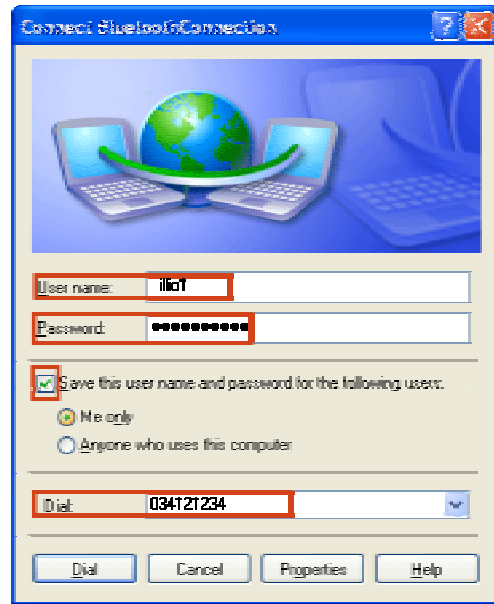 Connect BluetoothConnection
User name:
Password: ••••••••••
Save this user name and password for the following users:
Me only
Anyone who uses this computer
Dial: 034121234
Dial Cancel Properties Help